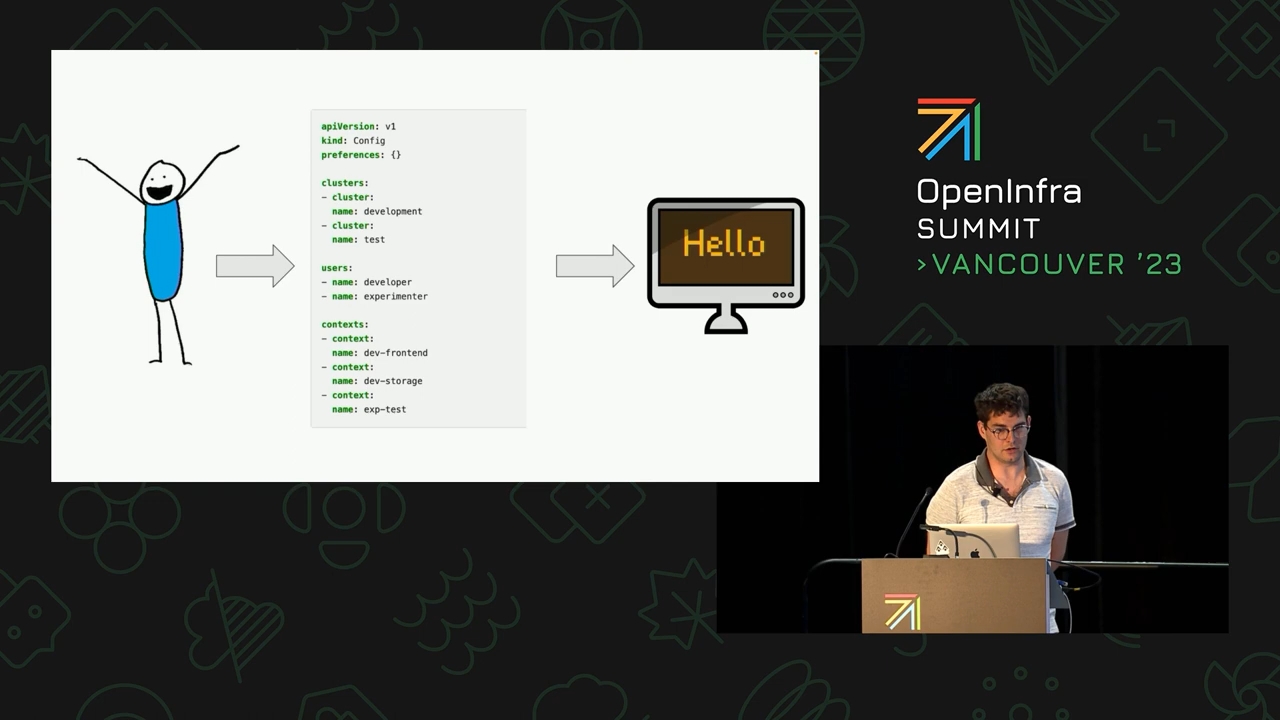 apiVersion: v1
kind: Config
preferences: {}
clusters:
- cluster:
name: development
- cluster:
name: test
users:
- name: developer
- name: experimenter
contexts:
- context:
name: dev-frontend
- context:
name: dev-storage
- context:
name: exp-test
Hello
OpenInfra
SUMMIT
>VANCOUVER ’23